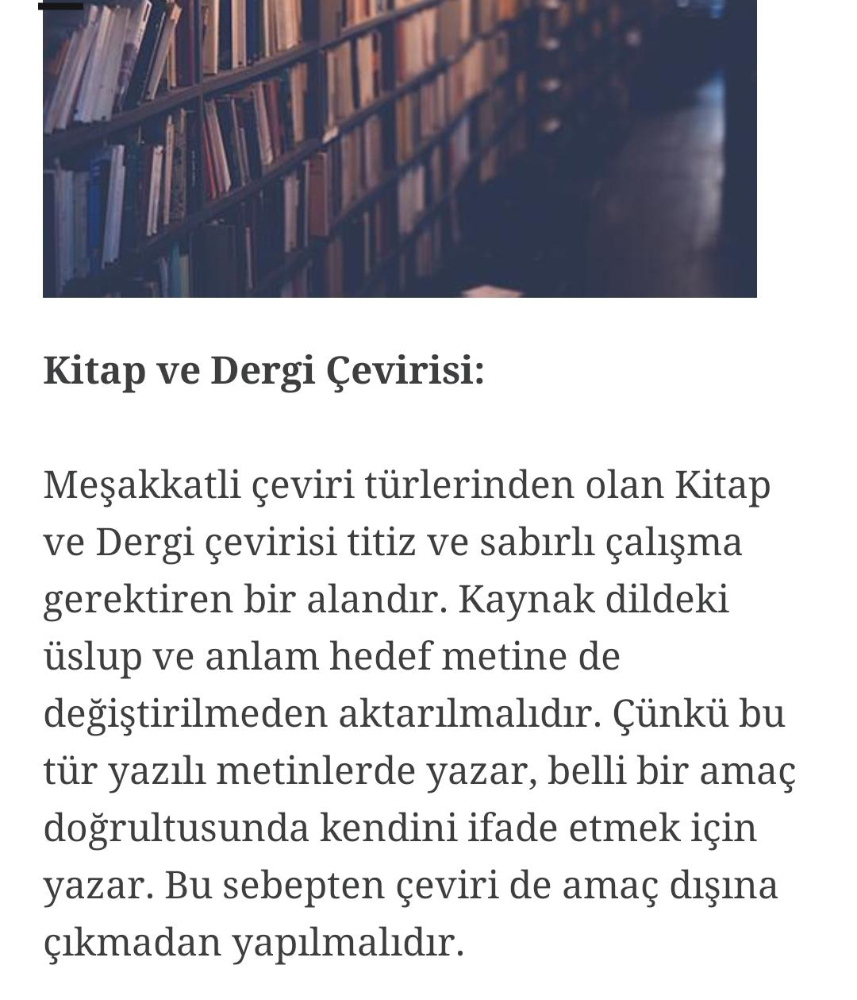 Kitap ve Dergi Çevirisi:
Meşakkatli çeviri türlerinden olan Kitap
ve Dergi çevirisi titiz ve sabırlı çalışma
gerektiren bir alandır. Kaynak dildeki
üslup ve anlam hedef metine de
değiştirilmeden aktarılmalıdır. Çünkü bu
tür yazılı metinlerde yazar, belli bir amaç
doğrultusunda kendini ifade etmek için
yazar. Bu sebepten çeviri de amaç dışına
çıkmadan yapılmalıdır.